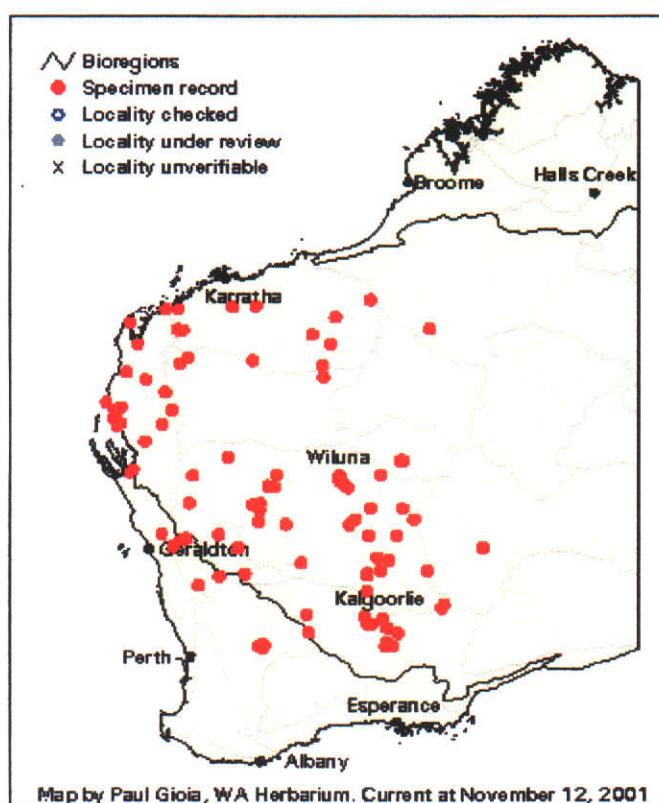 Bioregions
Specimen record
Locality checked
Locality under review
Locality unverifiable
Broome
Halls Creek
Karratha
Wiluna
Geraldton
Kalgoorlie
Perth
Esperance
Albany
Map by Paul Gioia, WA Herbarium. Current at November 12, 2001